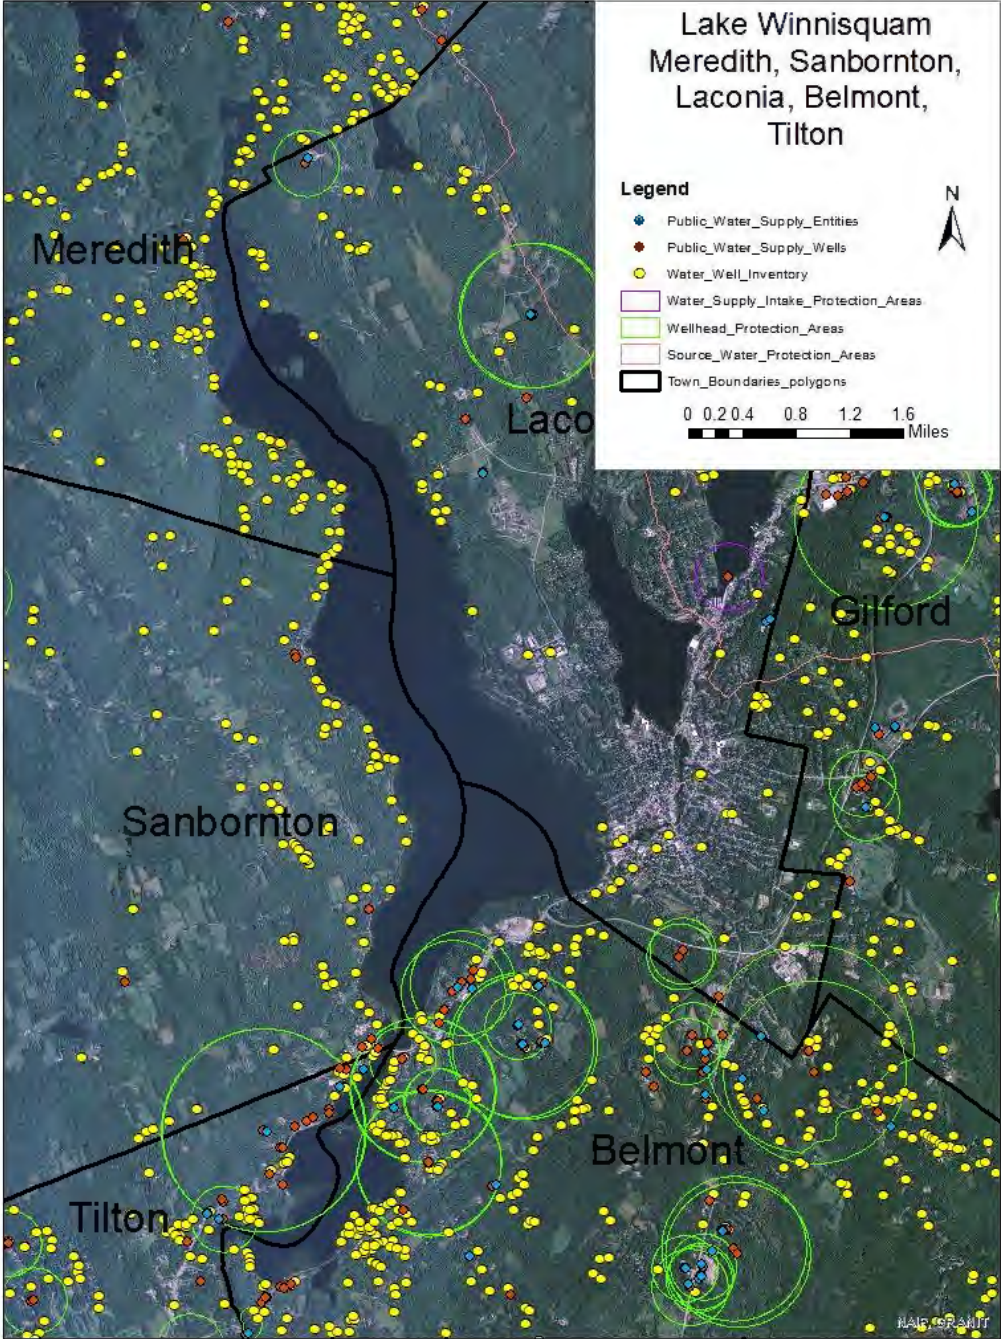 Lake Winnisquam
Meredith, Sanbornton,
Laconia, Belmont,
Tilton
Legend
Public_Water_Supply_Entities
Public_Water_Supply_Wells
Water_Well_Inventory
Water_Supply_Intake_Protection_Areas
Wellhead_Protection_Areas
Source_Water_Protection_Areas
Town_Boundaries_polygons
N
0 0.2 0.4 0.8 1.2 1.6
Miles
Meredith
Laco
Gilford
Sanbornton
Belmont
Tilton
NAIP, GRANIT